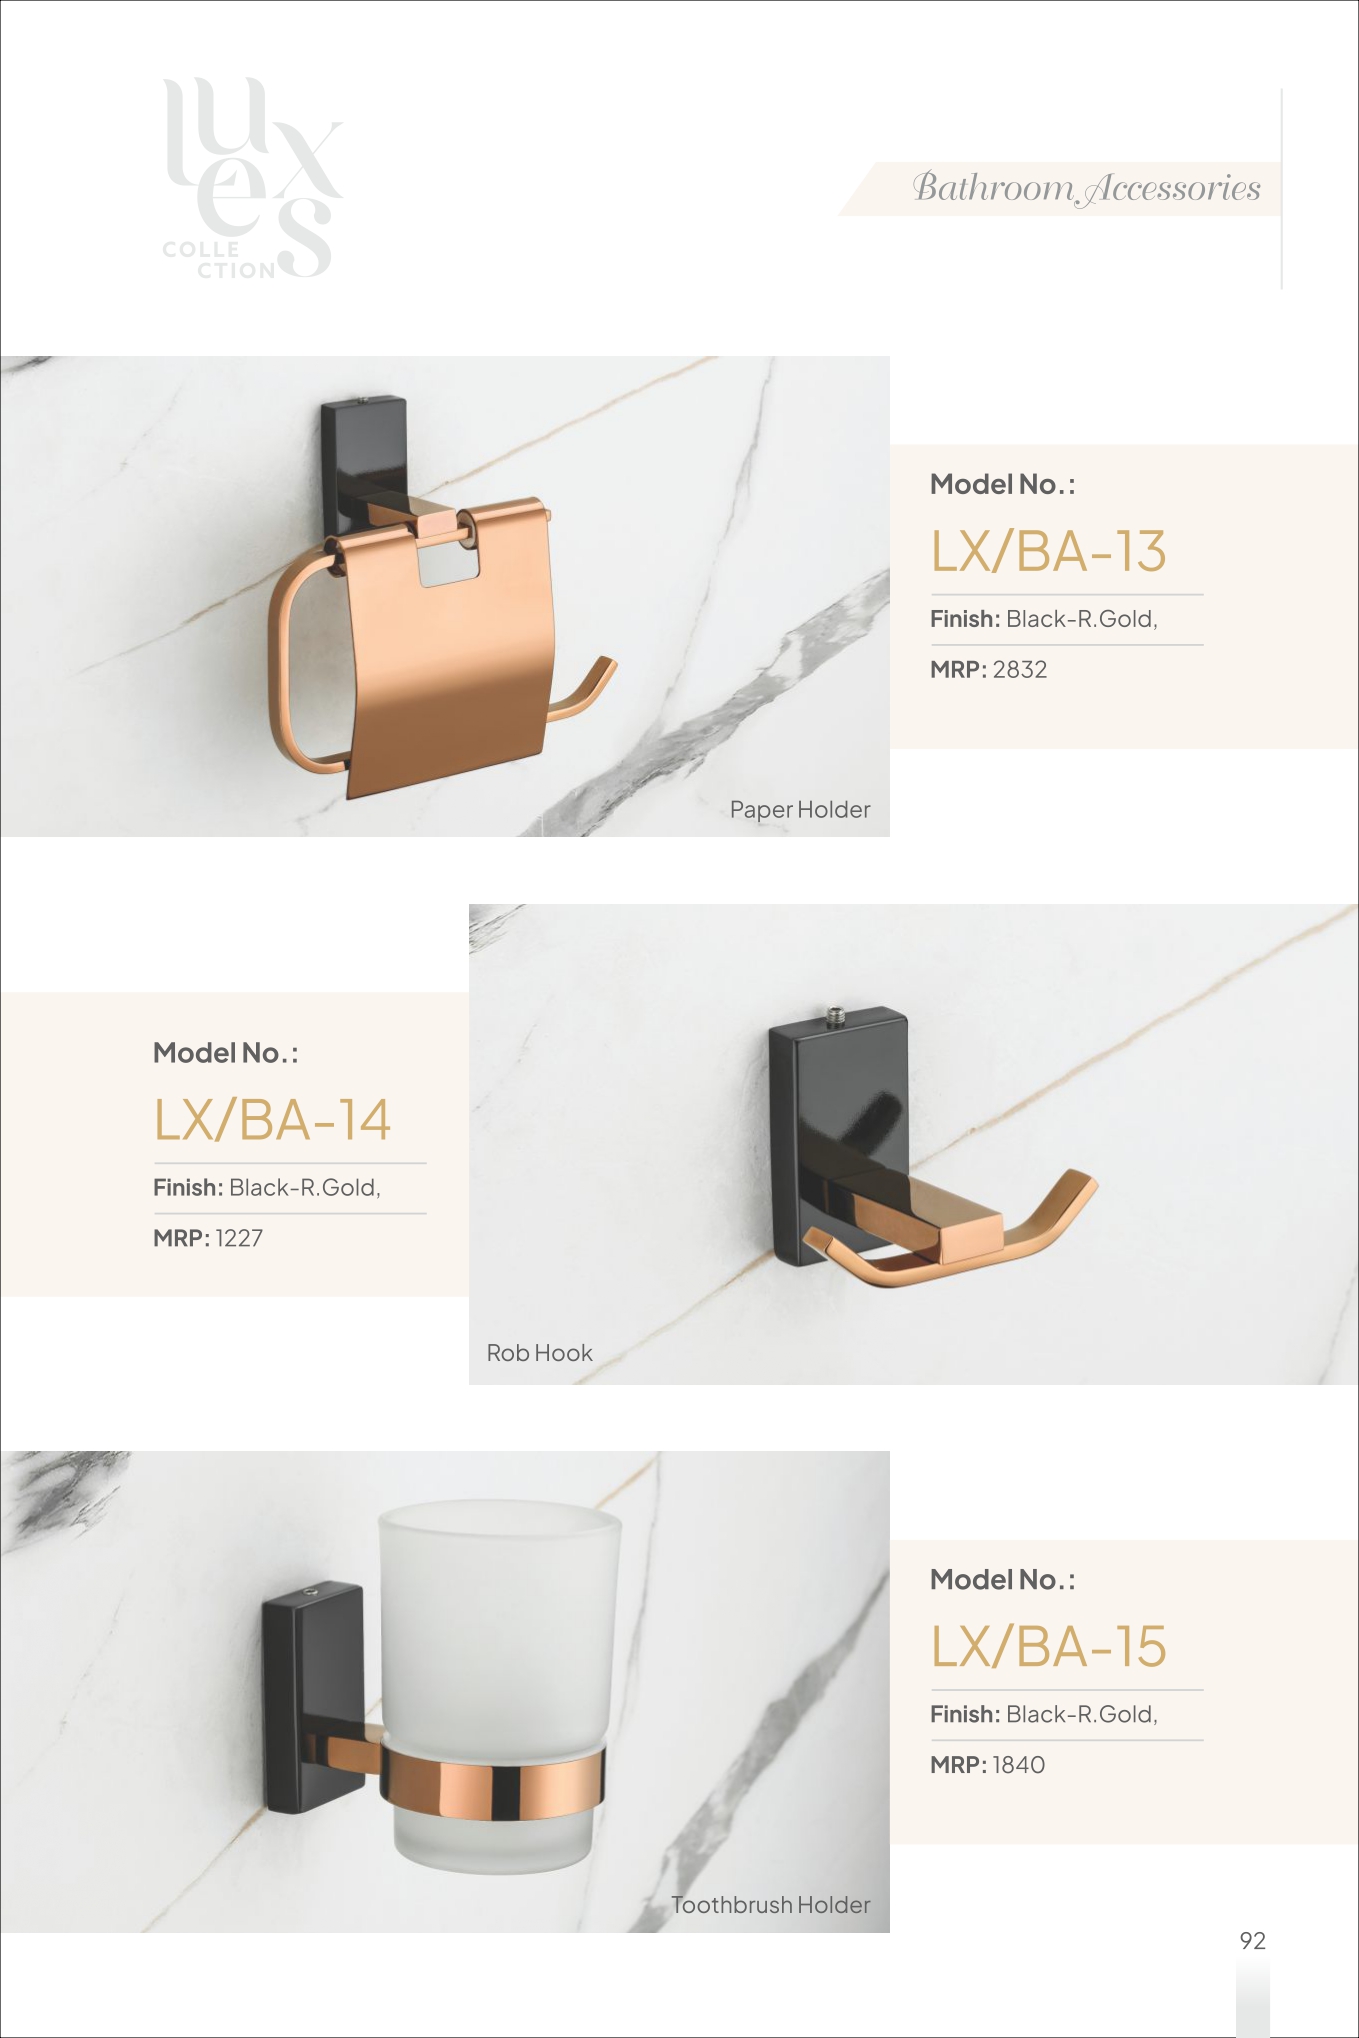 luxes
COLLE
CTION
Bathroom Accessories
Model No.:
LX/BA-13
Finish: Black-R.Gold,
MRP: 2832
Paper Holder
Model No.:
LX/BA-14
Finish: Black-R.Gold,
MRP: 1227
Rob Hook
Model No.:
LX/BA-15
Finish: Black-R.Gold,
MRP: 1840
Toothbrush Holder
92